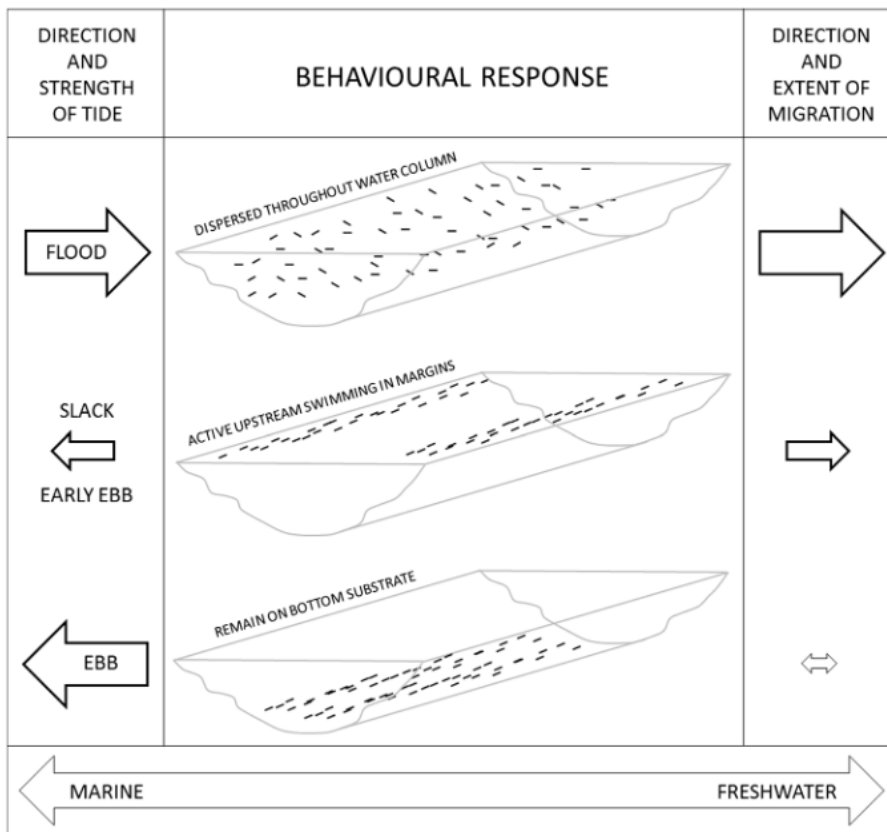 DIRECTION
AND
STRENGTH
OF TIDE
BEHAVIOURAL RESPONSE
DIRECTION
AND
EXTENT OF
MIGRATION
FLOOD
DISPERSED THROUGHOUT WATER COLUMN
SLACK
EARLY EBB
ACTIVE UPSTREAM SWIMMING IN MARGINS
EBB
REMAIN ON BOTTOM SUBSTRATE
MARINE
FRESHWATER